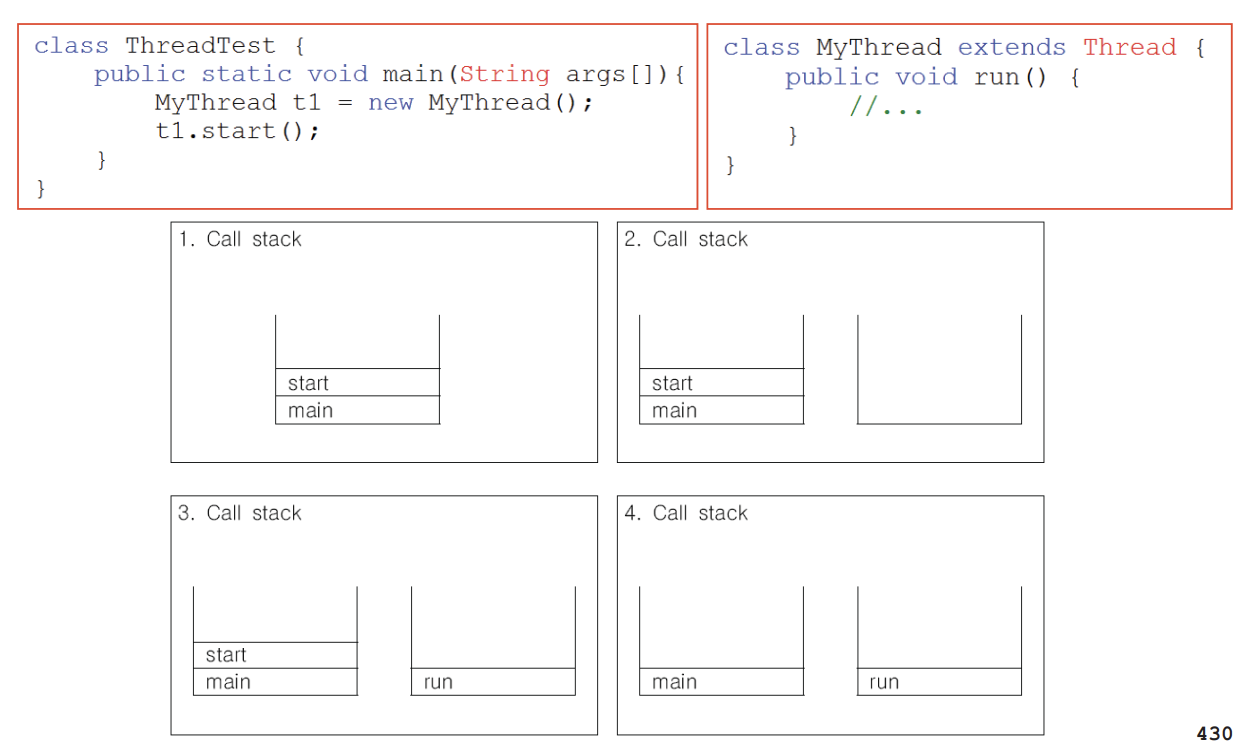 class ThreadTest {
    public static void main(String args[]){
        MyThread t1 = new MyThread();
        t1.start();
    }
}
class MyThread extends Thread {
    public void run() {
        //...
    }
}
1. Call stack
start
main
2. Call stack
start
main
3. Call stack
start
main
run
4. Call stack
main
run
430